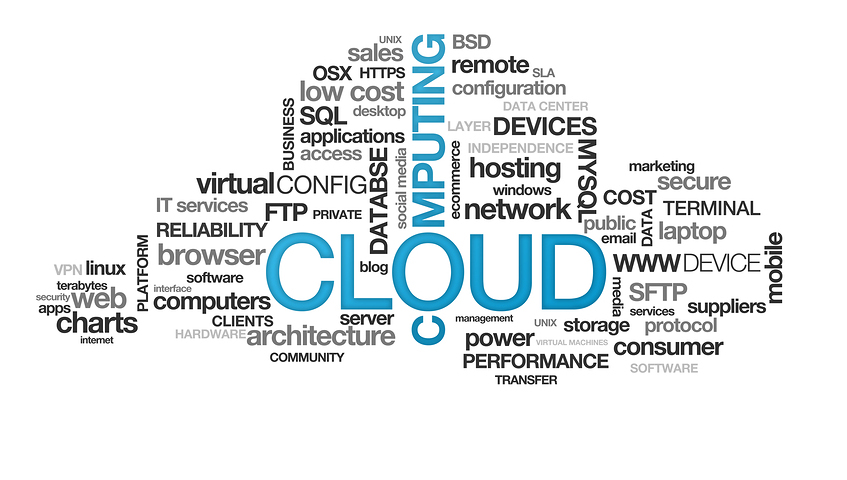 UNIX
sales
BSD
OSX HTTPS
remote SLA
low cost
configuration
SQL desktop
DATA CENTER
BUSINESS
applications
LAYER DEVICES
access
INDEPENDENCE
COMPUTING
DATABSE
social media
ecommerce
hosting
MYSQL
virtual CONFIG
windows
marketing
secure
IT services
FTP PRIVATE
network
COST
TERMINAL
RELIABILITY
public
DATA
laptop
email
browser
CLOUD
www DEVICE
mobile
VPN linux
PLATFORM
blog
software
terabytes
interface
security web
computers
media
SFTP
suppliers
apps
services
charts
CLIENTS
server
management
UNIX storage
protocol
internet
HARDWARE architecture
power
VIRTUAL MACHINES
consumer
COMMUNITY
PERFORMANCE
SOFTWARE
TRANSFER